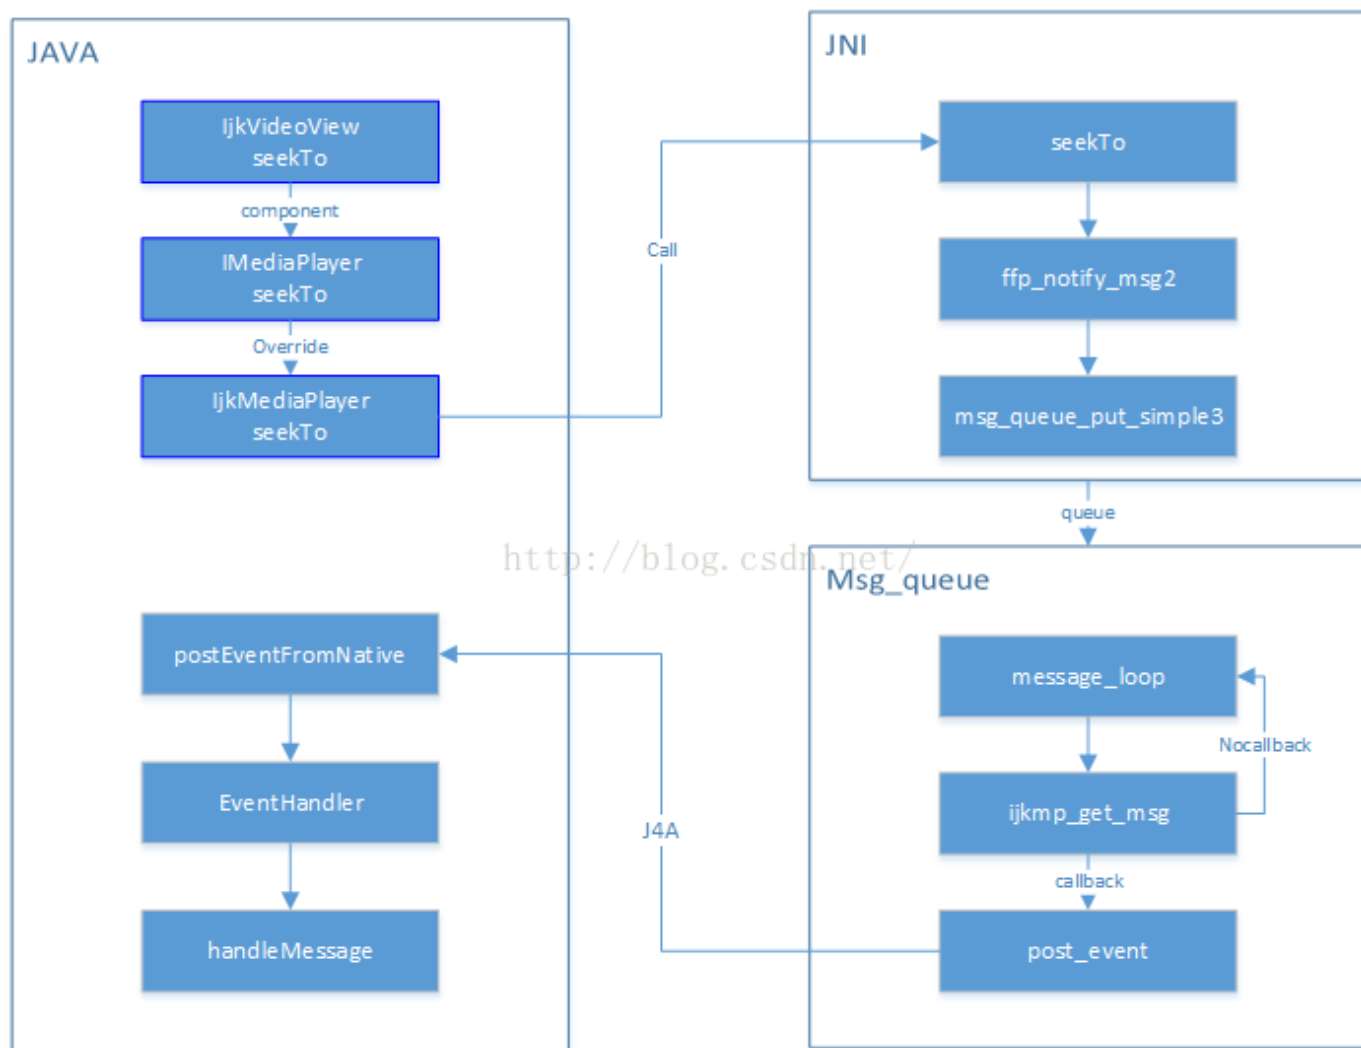 JAVA
IjkVideoView
seekTo
component
IMediaPlayer
seekTo
Override
IjkMediaPlayer
seekTo
Call
JNI
seekTo
ffp_notify_msg2
msg_queue_put_simple3
queue
http://blog.csdn.net/
Msg_queue
message_loop
Nocallback
ijkmp_get_msg
callback
post_event
J4A
postEventFromNative
EventHandler
handleMessage